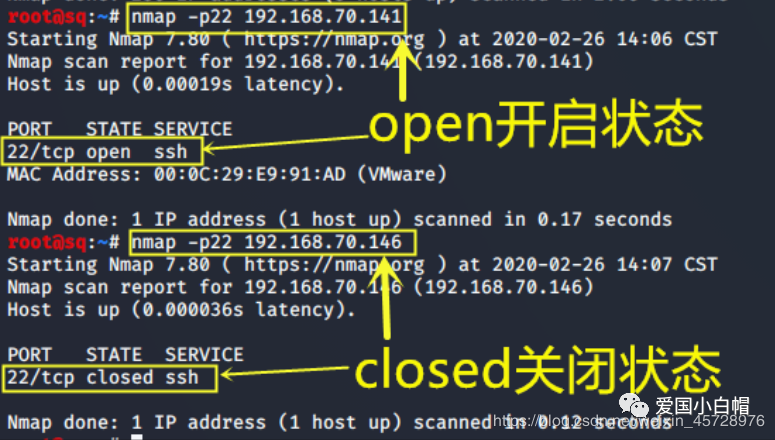 root@sq:~# nmap -p22 192.168.70.141
Starting Nmap 7.80 ( https://nmap.org ) at 2020-02-26 14:06 CST
Nmap scan report for 192.168.70.141 (192.168.70.141)
Host is up (0.00019s latency).
open开启状态
PORT STATE SERVICE
22/tcp open ssh
MAC Address: 00:0C:29:E9:91:AD (VMware)
Nmap done: 1 IP address (1 host up) scanned in 0.17 seconds
root@sq:~# nmap -p22 192.168.70.146
Starting Nmap 7.80 ( https://nmap.org ) at 2020-02-26 14:07 CST
Nmap scan report for 192.168.70.146 (192.168.70.146)
Host is up (0.000036s latency).
PORT STATE SERVICE
closed关闭状态
22/tcp closed ssh
爱国小白帽
Nmap done: 1 IP address (1 host up) scanned in 0.12 seconds
https://blog.csdn.net/weixin_45728976